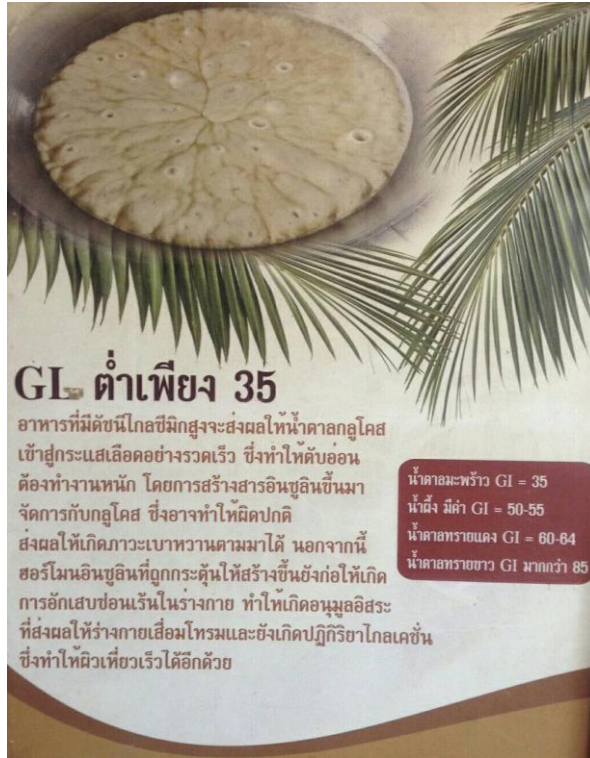 GI ต่ำเพียง 35
อาหารที่มีดัชนีไกลซีมิกสูงจะส่งผลให้น้ำตาลกลูโคส
เข้าสู่กระแสเลือดอย่างรวดเร็ว ซึ่งทำให้ตับอ่อน
ต้องทำงานหนัก โดยการสร้างสารอินซูลินขึ้นมา
จัดการกับกลูโคส ซึ่งอาจทำให้ผิดปกติ
ส่งผลให้เกิดภาวะเบาหวานตามมาได้ นอกจากนี้
ฮอร์โมนอินซูลินที่ถูกกระตุ้นให้สร้างขึ้นยังก่อให้เกิด
การอักเสบซ่อนเร้นในร่างกาย ทำให้เกิดอนุมูลอิสระ
ที่ส่งผลให้ร่างกายเสื่อมโทรมและยังเกิดปฏิกิริยาไกลเคชั่น
ซึ่งทำให้ผิวเหี่ยวเร็วได้อีกด้วย
น้ำตาลมะพร้าว GI = 35
น้ำผึ้ง มีค่า GI = 50-55
น้ำตาลทรายแดง GI = 60-64
น้ำตาลทรายขาว GI มากกว่า 85